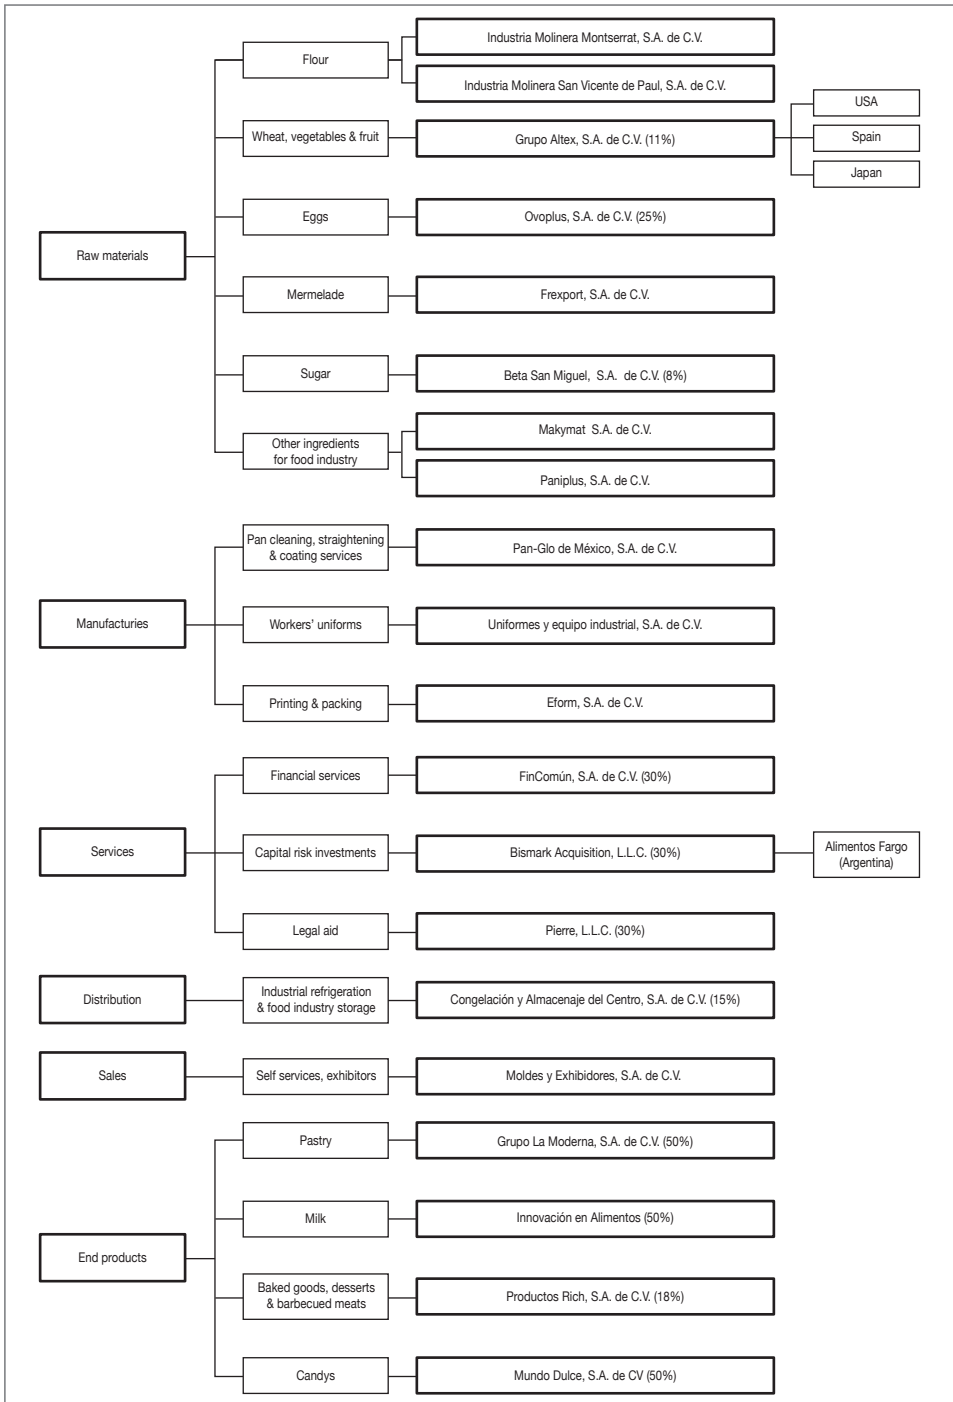 Raw materials
Flour
Industria Molinera Montserrat, S.A. de C.V.
Industria Molinera San Vicente de Paul, S.A. de C.V.
Wheat, vegetables & fruit
Grupo Altex, S.A. de C.V. (11%)
USA
Spain
Japan
Eggs
Ovoplus, S.A. de C.V. (25%)
Mermelade
Frexport, S.A. de C.V.
Sugar
Beta San Miguel, S.A. de C.V. (8%)
Other ingredients
for food industry
Makymat S.A. de C.V.
Paniplus, S.A. de C.V.
Manufacturies
Pan cleaning, straightening
& coating services
Pan-Glo de México, S.A. de C.V.
Workers' uniforms
Uniformes y equipo industrial, S.A. de C.V.
Printing & packing
Eform, S.A. de C.V.
Services
Financial services
FinComún, S.A. de C.V. (30%)
Capital risk investments
Bismark Acquisition, L.L.C. (30%)
Alimentos Fargo
(Argentina)
Legal aid
Pierre, L.L.C. (30%)
Distribution
Industrial refrigeration
& food industry storage
Congelación y Almacenaje del Centro, S.A. de C.V. (15%)
Sales
Self services, exhibitors
Moldes y Exhibidores, S.A. de C.V.
End products
Pastry
Grupo La Moderna, S.A. de C.V. (50%)
Milk
Innovación en Alimentos (50%)
Baked goods, desserts
& barbecued meats
Productos Rich, S.A. de C.V. (18%)
Candys
Mundo Dulce, S.A. de CV (50%)